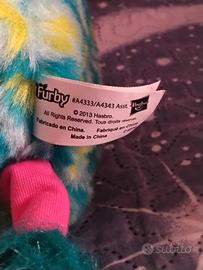 Furby
#A4333/A4343 Asst.
Hasbro
© 2013 Hasbro.
All Rights Reserved. Tous droits réservés.
Fabricado en China. Fabriqué en Chine.
Made in China
subito